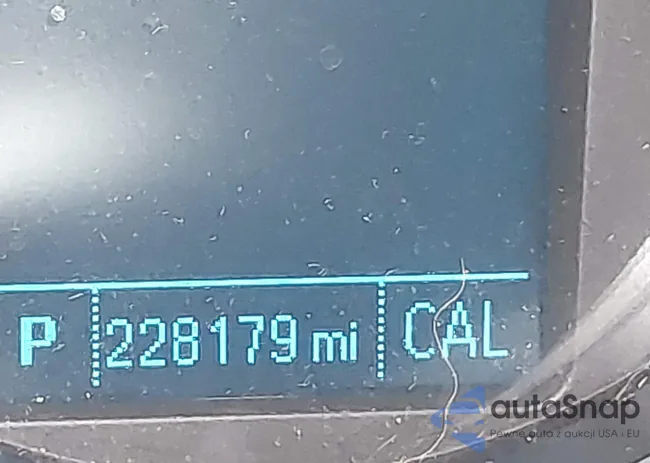 P 228179 mi CAL
autaSnap
Pewne auta z aukcji USA i EU